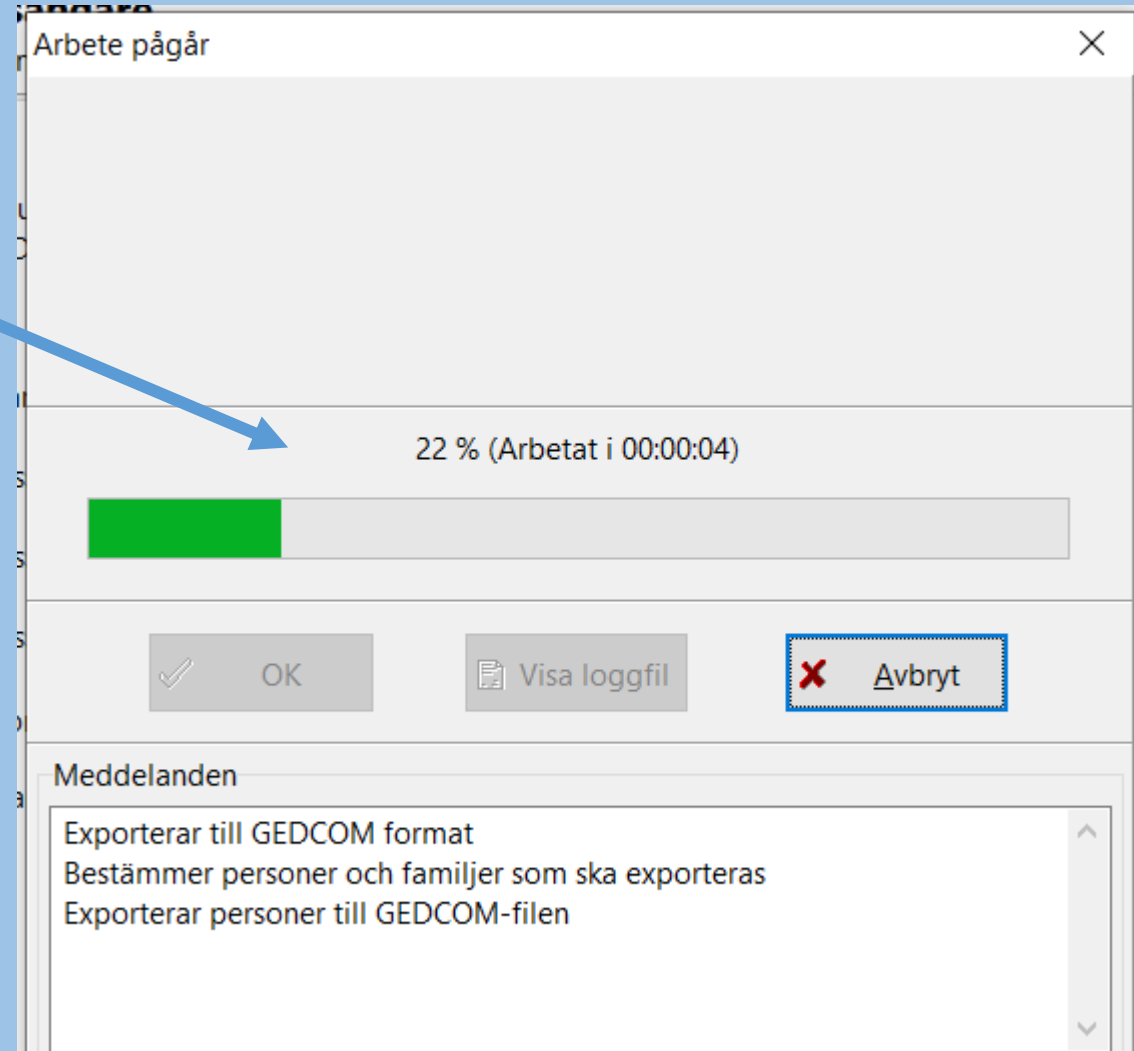 Arbete pågår
22 % (Arbetat i 00:00:04)
OK
Visa loggfil
Avbryt
Meddelanden
Exporterar till GEDCOM format
Bestämmer personer och familjer som ska exporteras
Exporterar personer till GEDCOM-filen